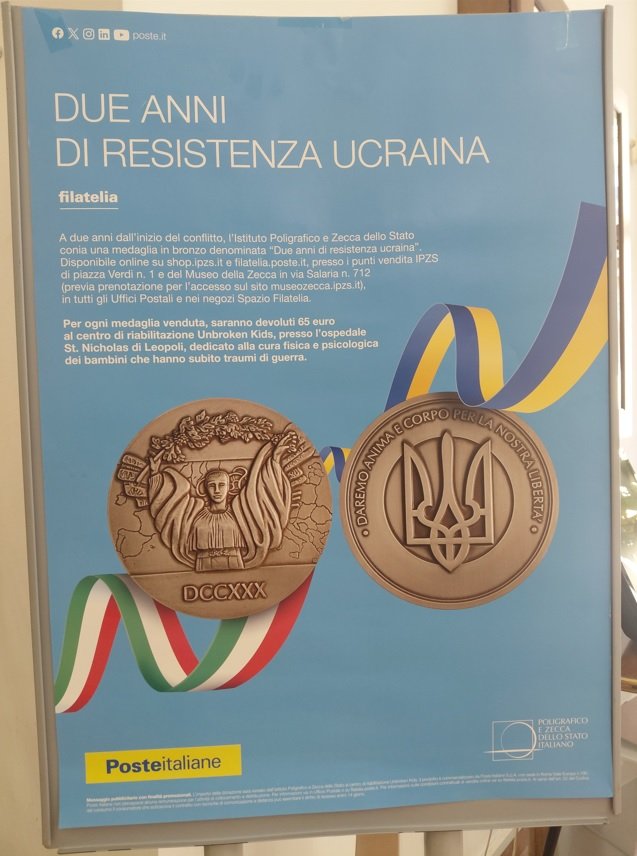 poste.it
DUE ANNI
DI RESISTENZA UCRAINA
filatelia
A due anni dall'inizio del conflitto, l'Istituto Poligrafico e Zecca dello Stato
conia una medaglia in bronzo denominata "Due anni di resistenza ucraina".
Disponibile online su shop.ipzs.it e filatelia.poste.it, presso i punti vendita IPZS
di piazza Verdi n. 1 e del Museo della Zecca in via Salaria n. 712
(previa prenotazione per l'accesso sul sito museozecca.ipzs.it),
in tutti gli Uffici Postali e nei negozi Spazio Filatelia.
Per ogni medaglia venduta, saranno devoluti 65 euro
al centro di riabilitazione Unbroken Kids, presso l'ospedale
St. Nicholas di Leopoli, dedicato alla cura fisica e psicologica
dei bambini che hanno subito traumi di guerra.
DAREMO ANIMA E CORPO PER LA NOSTRA LIBERTÀ
DCCXXX
POLIGRAFICO
E ZECCA
DELLO STATO
ITALIANO
Posteitaliane
Messaggio pubblicitario con finalità promozionali.